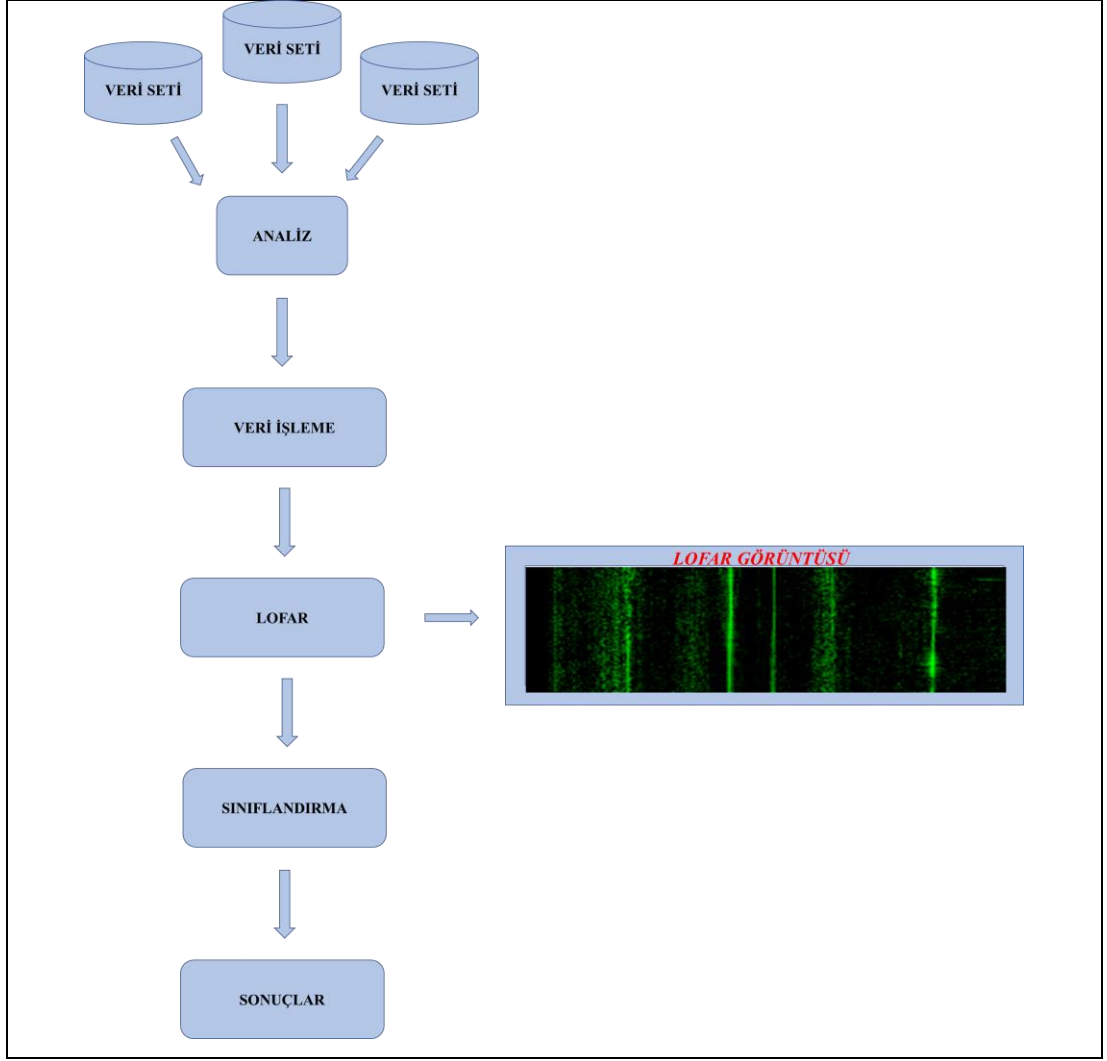 VERİ SETİ
VERİ SETİ
VERİ SETİ
ANALİZ
VERİ İŞLEME
LOFAR GÖRÜNTÜSÜ
LOFAR
SINIFLANDIRMA
SONUÇLAR